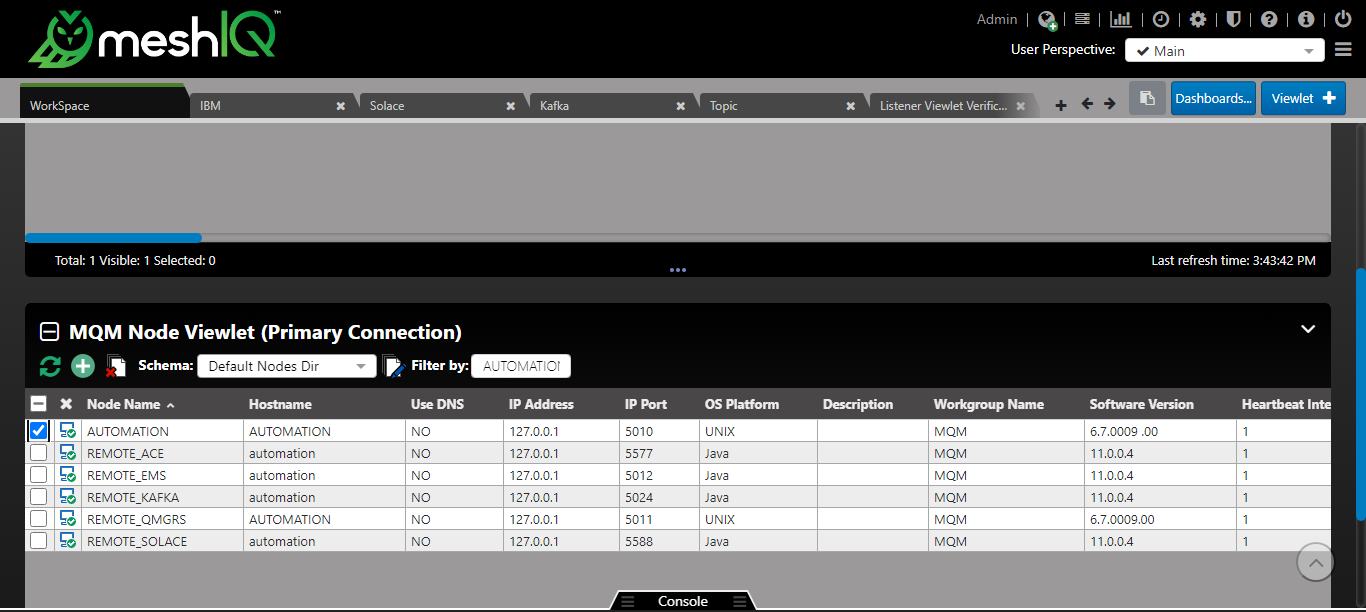 meshIQ™
Admin
User Perspective: Main
WorkSpace IBM Solace Kafka Topic Listener Viewlet Verific... Dashboards... Viewlet
Total: 1 Visible: 1 Selected: 0 Last refresh time: 3:43:42 PM
MQM Node Viewlet (Primary Connection)
Schema: Default Nodes Dir Filter by: AUTOMATION
Node Name Hostname Use DNS IP Address IP Port OS Platform Description Workgroup Name Software Version Heartbeat Inte
AUTOMATION AUTOMATION NO 127.0.0.1 5010 UNIX MQM 6.7.0009 .00 1
REMOTE_ACE automation NO 127.0.0.1 5577 Java MQM 11.0.0.4 1
REMOTE_EMS automation NO 127.0.0.1 5012 Java MQM 11.0.0.4 1
REMOTE_KAFKA automation NO 127.0.0.1 5024 Java MQM 11.0.0.4 1
REMOTE_QMGRS AUTOMATION NO 127.0.0.1 5011 UNIX MQM 6.7.0009.00 1
REMOTE_SOLACE automation NO 127.0.0.1 5588 Java MQM 11.0.0.4 1
Console